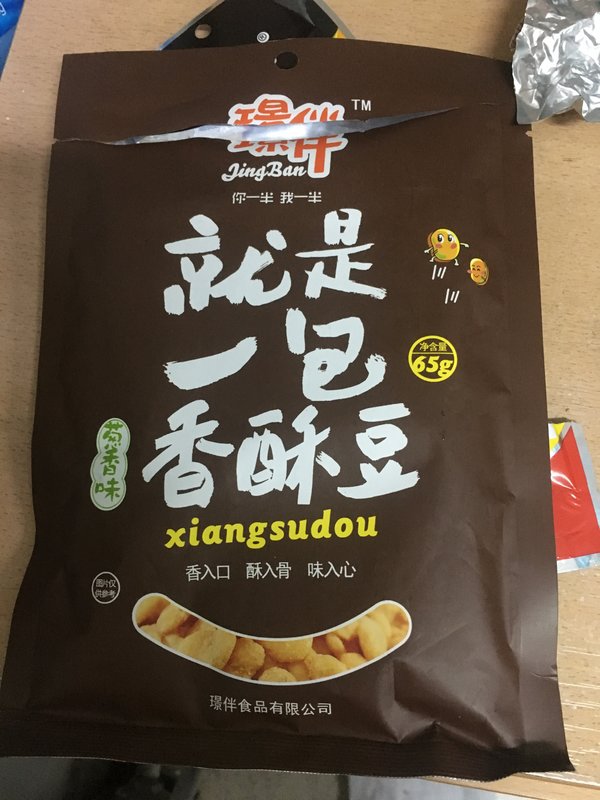 璟伴™
JingBan
你一半 我一半
就是
一包
香酥豆
净含量
65g
蒜香味
xiangsudou
香入口 酥入骨 味入心
图片仅
供参考
璟伴食品有限公司